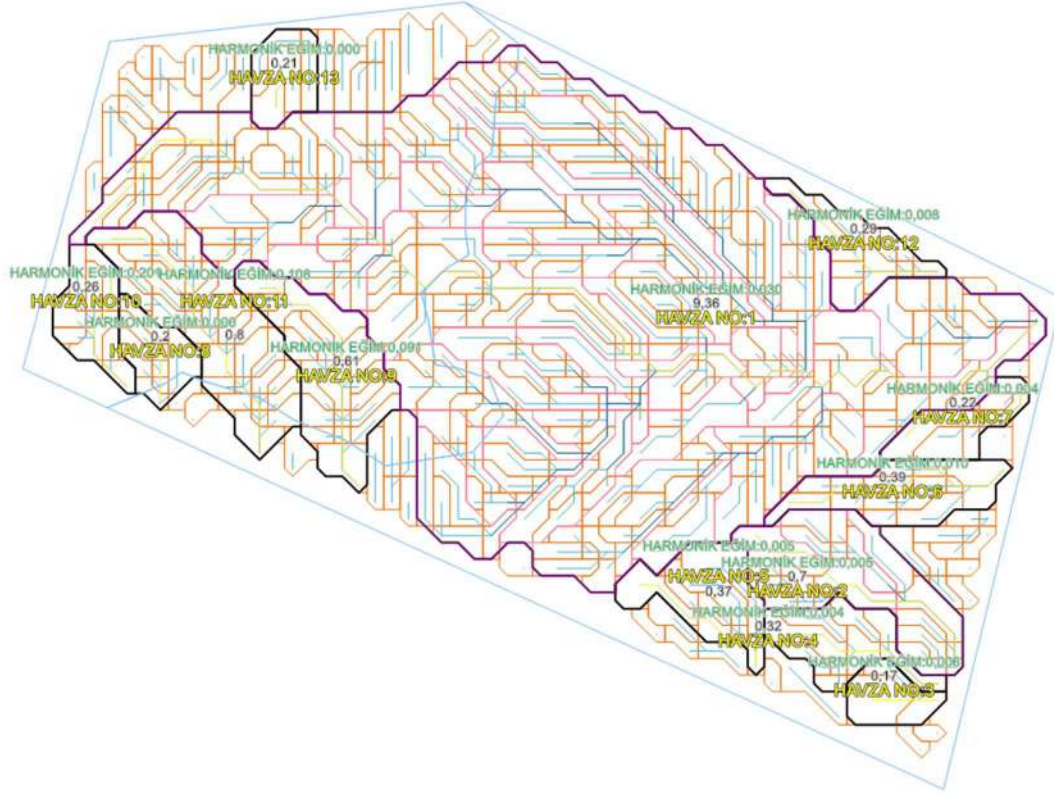 HARMONİK EĞİM:0,000
0,21
HAVZA NO:13
HARMONİK EĞİM:0,008
0,29
HAVZA NO:12
HARMONİK EĞİM:0,201
0,26
HAVZA NO:10
HARMONİK EĞİM:0,108
HAVZA NO:11
0,8
HARMONİK EĞİM:0,030
9,36
HAVZA NO:1
0,2
HAVZA NO:8
HARMONİK EĞİM:0,091
0,61
HAVZA NO:9
HARMONİK EĞİM:0,004
0,22
HAVZA NO:7
HARMONİK EĞİM:0,010
0,39
HAVZA NO:6
HARMONİK EĞİM:0,005
HAVZA NO:5
0,37
HARMONİK EĞİM:0,005
0,7
HAVZA NO:2
HARMONİK EĞİM:0,004
0,32
HAVZA NO:4
HARMONİK EĞİM:0,006
0,17
HAVZA NO:3